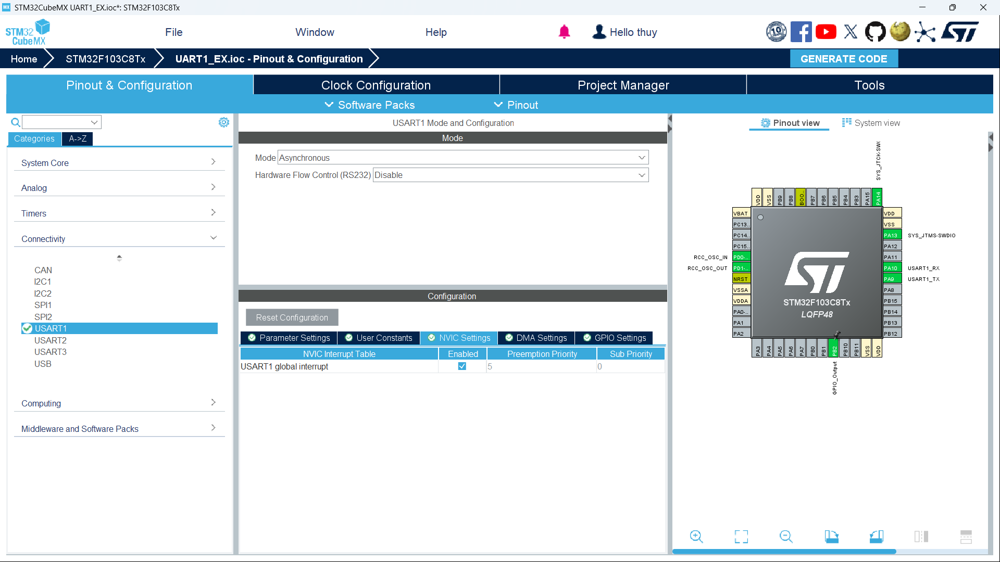 MX STM32CubeMX UART1_EX.ioc*: STM32F103C8Tx
STM32 CubeMX
File Window Help Hello thuy
10
Home STM32F103C8Tx UART1_EX.ioc - Pinout & Configuration GENERATE CODE
Pinout & Configuration Clock Configuration Project Manager Tools
Software Packs Pinout
USART1 Mode and Configuration
Categories A->Z
System Core
Analog
Timers
Connectivity
CAN
I2C1
I2C2
SPI1
SPI2
USART1
USART2
USART3
USB
Computing
Middleware and Software Packs
Mode
Mode Asynchronous
Hardware Flow Control (RS232) Disable
Configuration
Reset Configuration
Parameter Settings User Constants NVIC Settings DMA Settings GPIO Settings
NVIC Interrupt Table Enabled Preemption Priority Sub Priority
USART1 global interrupt 5 0
Pinout view System view
SYS_JTCK-SW(
VDD VSS PB9 PB8 BOO.. PB7 PB6 PB5 PB4 PB3 PA15 PA14
VBAT
PC13..
PC14..
PC15..
RCC_OSC_IN PD0-..
RCC_OSC_OUT PD1-..
NRST
VSSA
VDDA
PA0-..
PA1
PA2
VDD
VSS
PA13 SYS_JTMS-SWDIO
PA12
PA11
PA10 USART1_RX
PA9 USART1_TX
PA8
PB15
PB14
PB13
PB12
ST
STM32F103C8Tx
LQFP48
PA3 PA4 PA5 PA6 PA7 PB0 PB1 PB2 PB10 PB11 VSS VDD
GPIO_Output